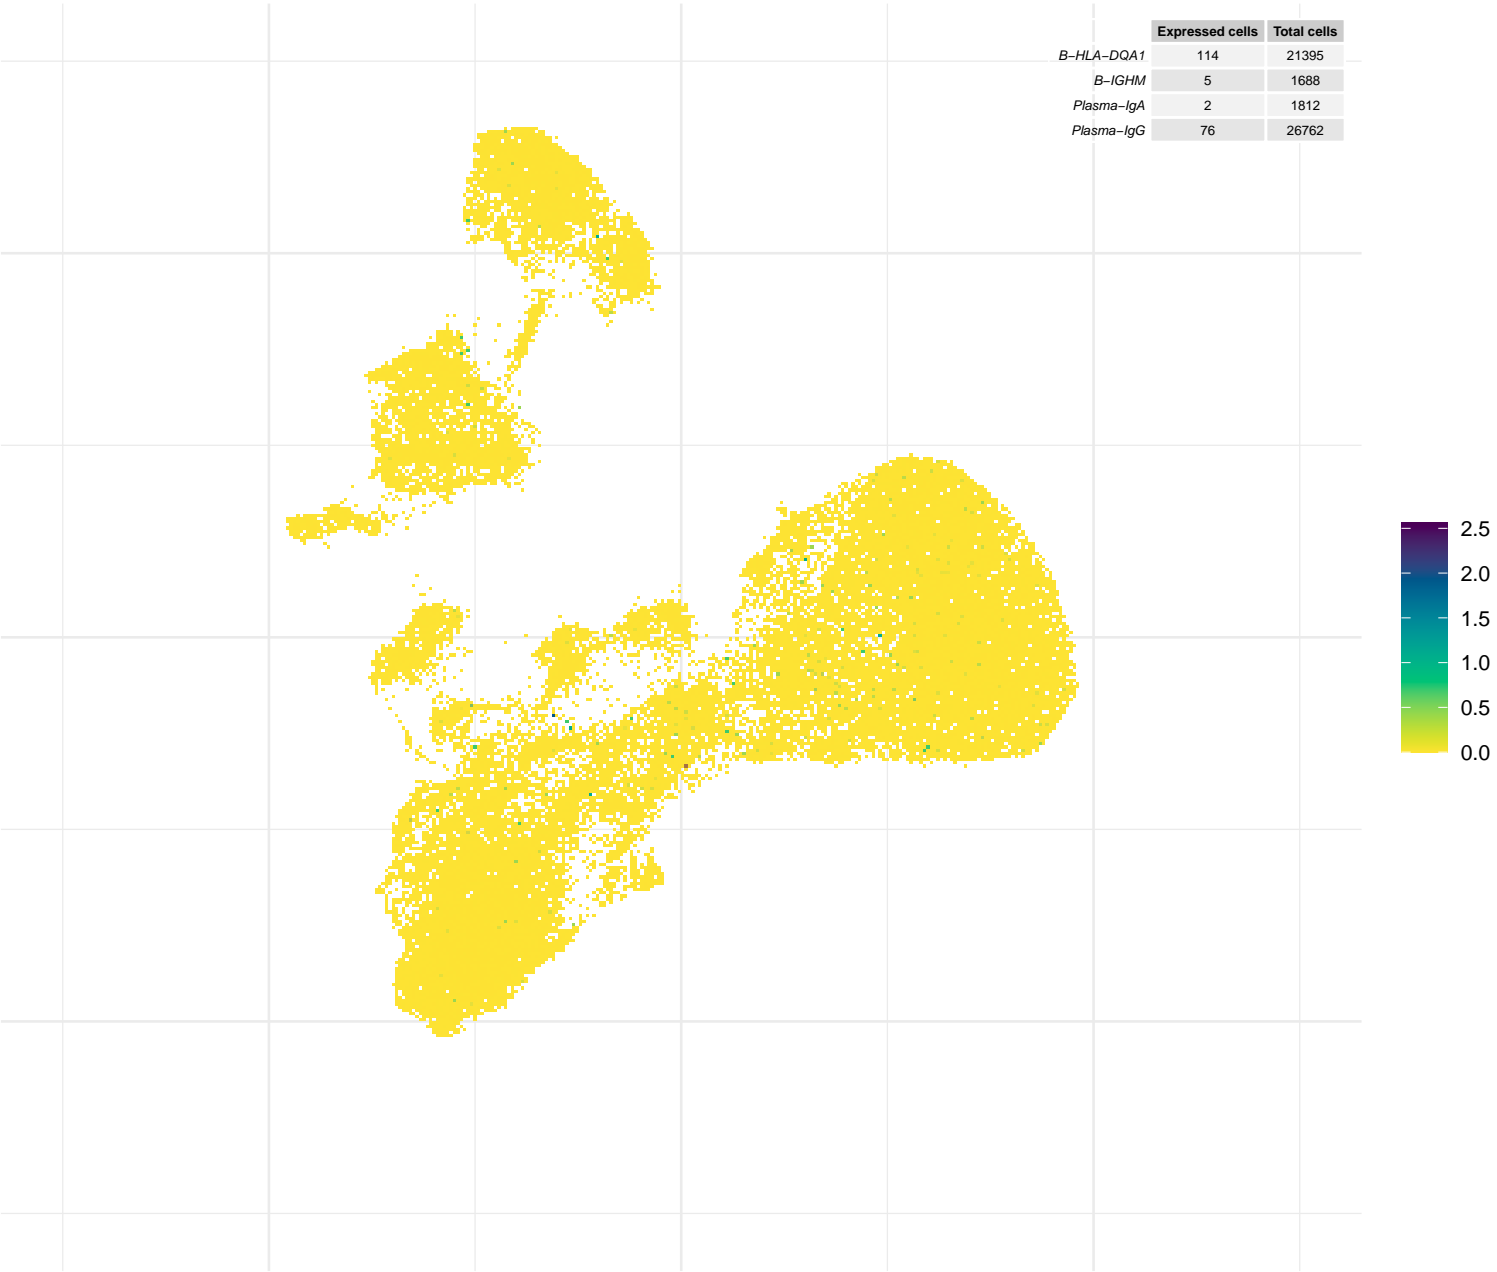 Expressed cells Total cells
B−HLA−DQA1 114 21395
B−IGHM 5 1688
Plasma−IgA 2 1812
Plasma−IgG 76 26762
2.5
2.0
1.5
1.0
0.5
0.0